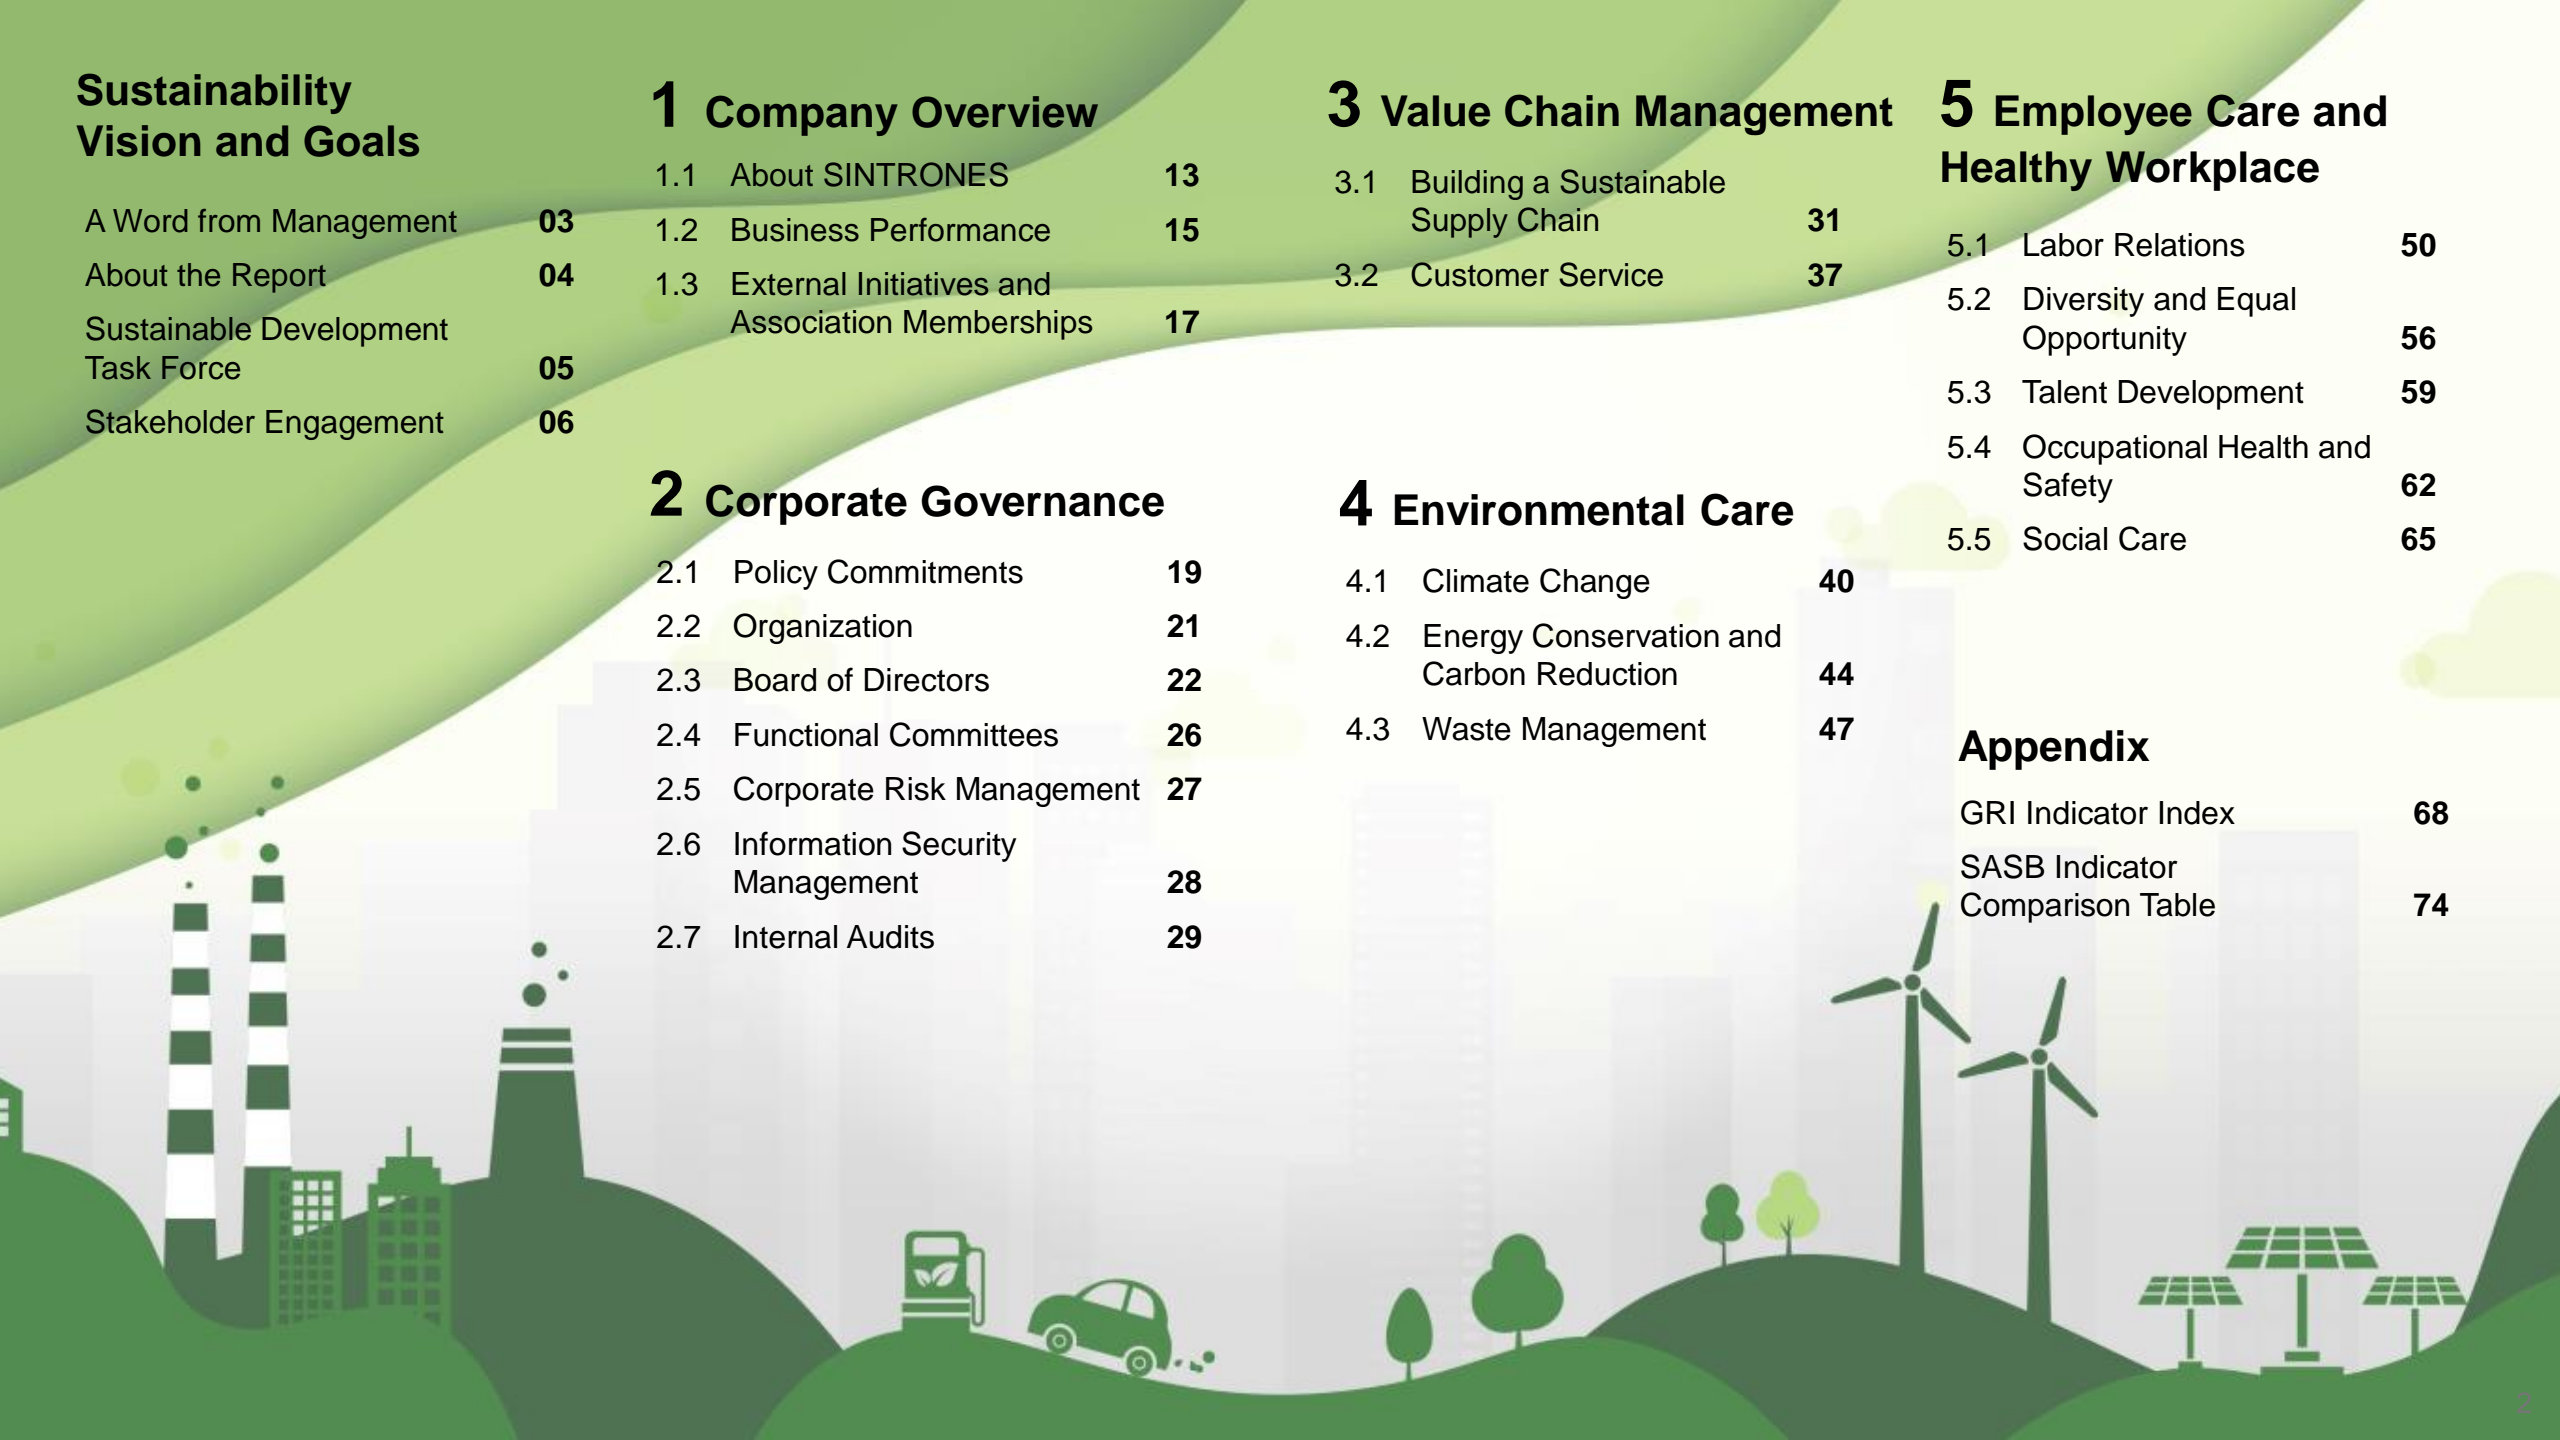 Sustainability
Vision and Goals
A Word from Management 03
About the Report 04
Sustainable Development
Task Force 05
Stakeholder Engagement 06
1 Company Overview
1.1 About SINTRONES 13
1.2 Business Performance 15
1.3 External Initiatives and
Association Memberships 17
2 Corporate Governance
2.1 Policy Commitments 19
2.2 Organization 21
2.3 Board of Directors 22
2.4 Functional Committees 26
2.5 Corporate Risk Management 27
2.6 Information Security
Management 28
2.7 Internal Audits 29
3 Value Chain Management
3.1 Building a Sustainable
Supply Chain 31
3.2 Customer Service 37
4 Environmental Care
4.1 Climate Change 40
4.2 Energy Conservation and
Carbon Reduction 44
4.3 Waste Management 47
5 Employee Care and
Healthy Workplace
5.1 Labor Relations 50
5.2 Diversity and Equal
Opportunity 56
5.3 Talent Development 59
5.4 Occupational Health and
Safety 62
5.5 Social Care 65
Appendix
GRI Indicator Index 68
SASB Indicator
Comparison Table 74
2